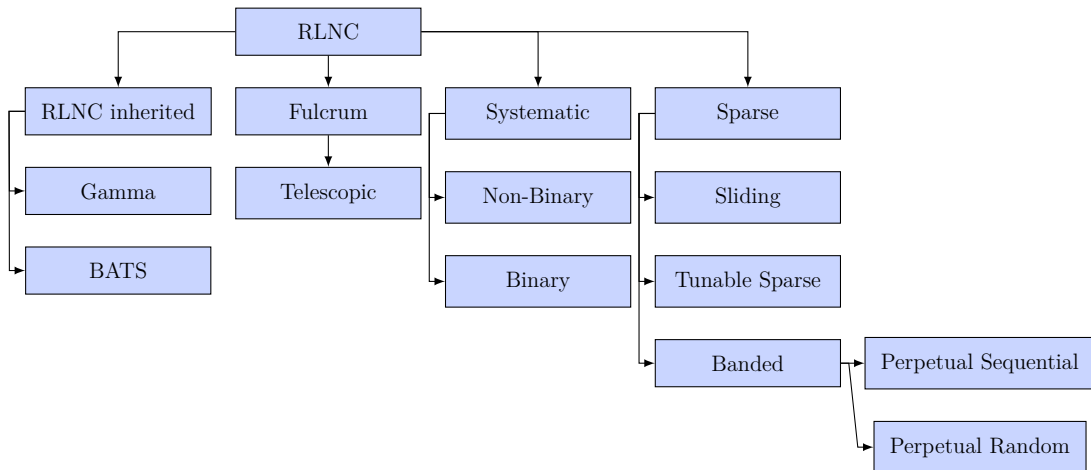 RLNC
RLNC inherited
Fulcrum
Systematic
Sparse
Gamma
Telescopic
Non-Binary
Sliding
BATS
Binary
Tunable Sparse
Banded
Perpetual Sequential
Perpetual Random